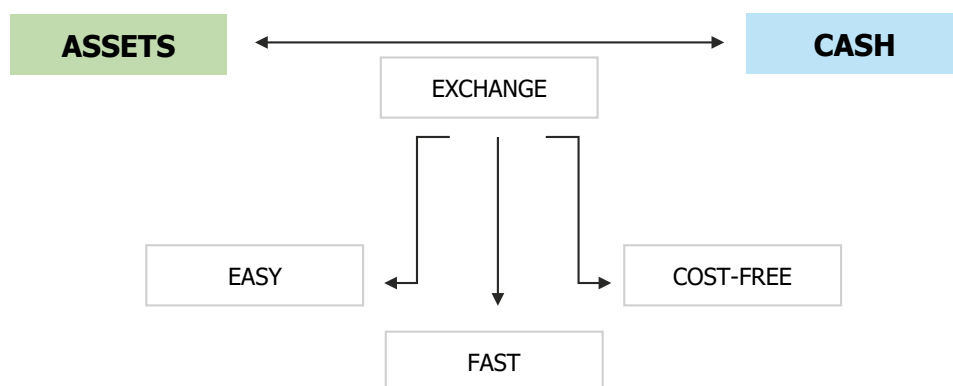 ASSETS
CASH
EXCHANGE
EASY
COST-FREE
FAST